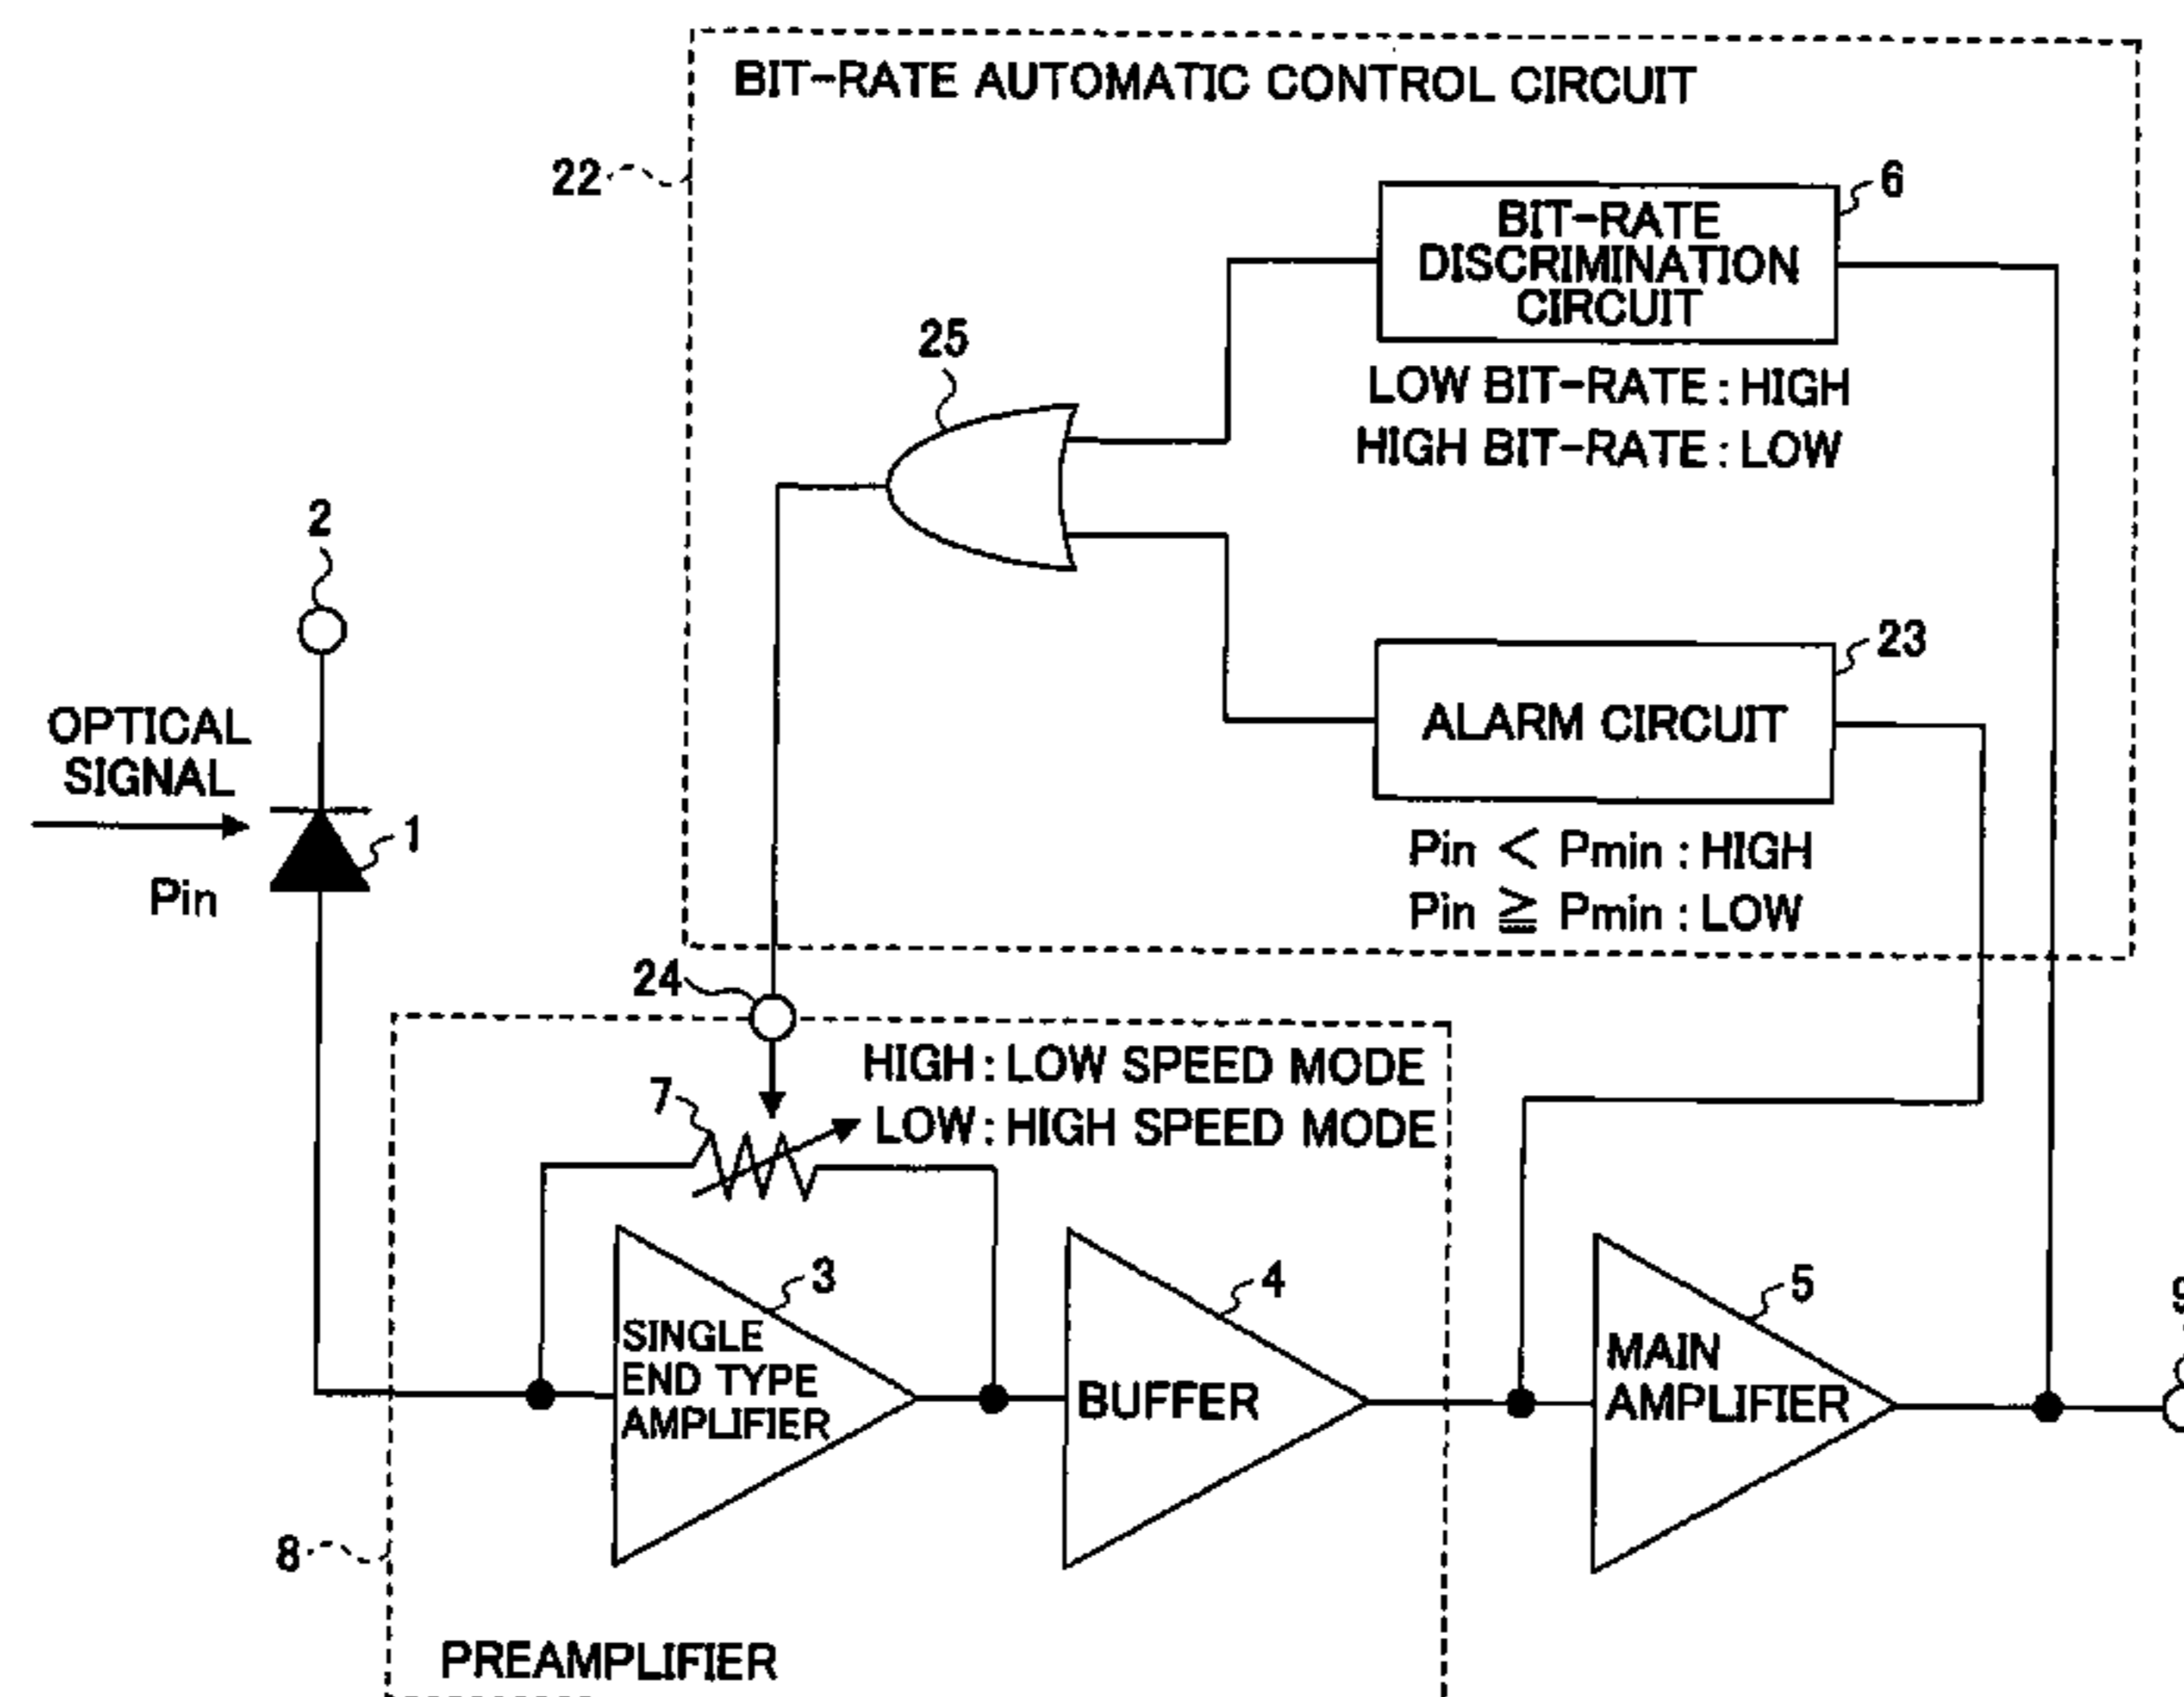 BIT-RATE AUTOMATIC CONTROL CIRCUIT
22
6
BIT-RATE
DISCRIMINATION
CIRCUIT
25
LOW BIT-RATE : HIGH
HIGH BIT-RATE : LOW
2
23
ALARM CIRCUIT
OPTICAL
SIGNAL
1
Pin
Pin < Pmin : HIGH
Pin ≧ Pmin : LOW
24
HIGH : LOW SPEED MODE
7
LOW : HIGH SPEED MODE
3
4
5
SINGLE
END TYPE
AMPLIFIER
BUFFER
MAIN
AMPLIFIER
8
PREAMPLIFIER